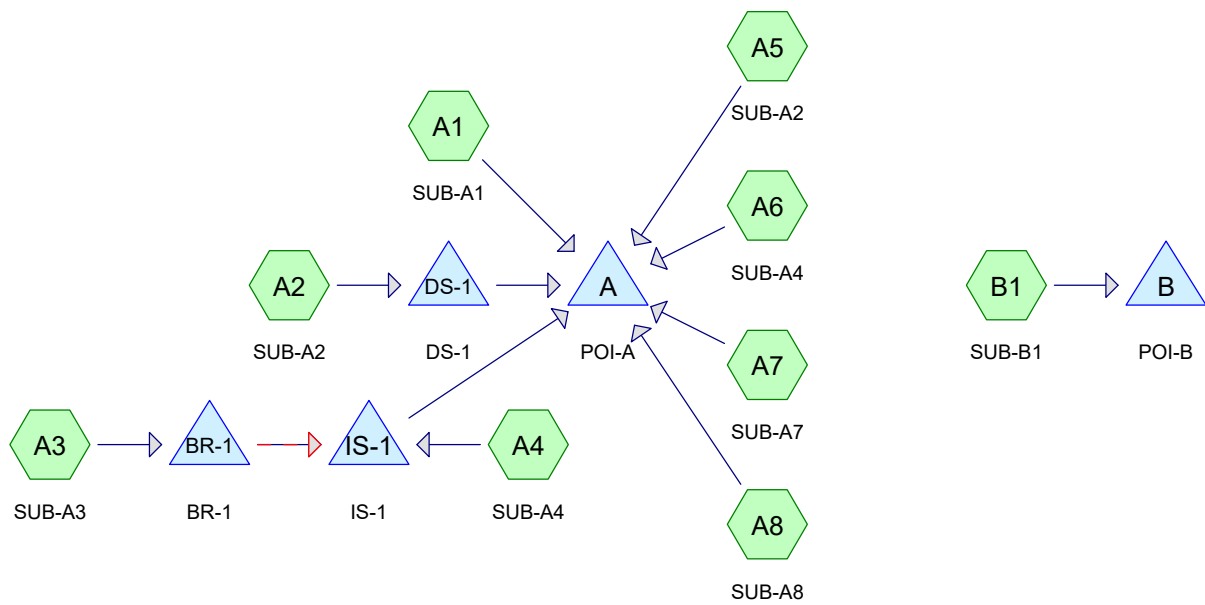 A5
SUB-A2
A1
SUB-A1
A6
SUB-A4
A2
SUB-A2
DS-1
DS-1
A
POI-A
B1
SUB-B1
B
POI-B
A7
SUB-A7
A3
SUB-A3
BR-1
BR-1
IS-1
IS-1
A4
SUB-A4
A8
SUB-A8